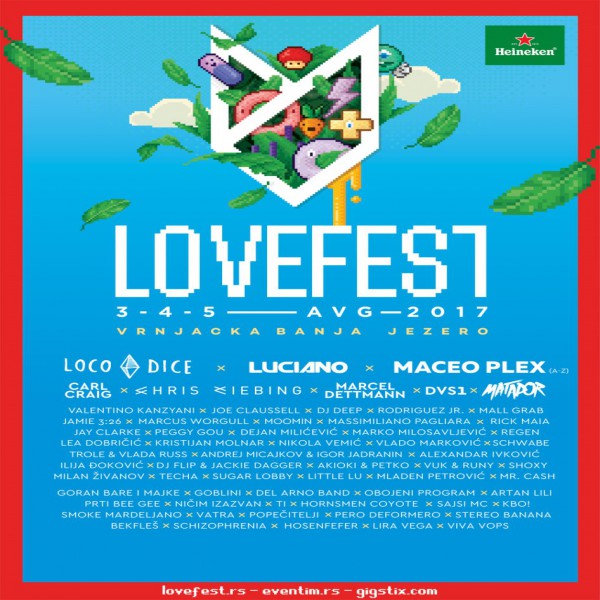 Heineken
LOVEFEST
3-4-5 — AVG — 2017
VRNJACKA BANJA JEZERO
LOCO DICE × LUCIANO × MACEO PLEX (A-Z)
CARL CRAIG × CHRIS LIEBING × MARCEL DETTMANN × DVS1 × MATADOR
VALENTINO KANZYANI × JOE CLAUSSELL × DJ DEEP × RODRIGUEZ JR. × MALL GRAB
JAMIE 3:26 × MARCUS WORGULL × MOOMIN × MASSIMILIANO PAGLIARA × RICK MAIA
JAY CLARKE × PEGGY GOU × DEJAN MILIĆEVIĆ × MARKO MILOSAVLJEVIĆ × REGEN
LEA DOBRIČIĆ × KRISTIJAN MOLNAR × NIKOLA VEMIĆ × VLADO MARKOVIĆ × SCHWABE
TROLE & VLADA RUSS × ANDREJ MICAJKOV & IGOR JADRANIN × ALEXANDAR IVKOVIĆ
ILIJA ĐOKOVIĆ × DJ FLIP & JACKIE DAGGER × AKIOKI & PETKO × VUK & RUNY × SHOXY
MILAN ŽIVANOV × TECHA × SUGAR LOBBY × LITTLE LU × MLADEN PETROVIĆ × MR. CASH
GORAN BARE I MAJKE × GOBLINI × DEL ARNO BAND × OBOJENI PROGRAM × ARTAN LILI
PRTI BEE GEE × NIČIM IZAZVAN × TI × HORNSMEN COYOTE × SAJSI MC × KBO!
SMOKE MARDELJANO × VATRA × POPEČITELJI × PERO DEFORMERO × STEREO BANANA
BEKFLEŠ × SCHIZOPHRENIA × HOSENFEFER × LIRA VEGA × VIVA VOPS
lovefest.rs – eventim.rs – gigstix.com